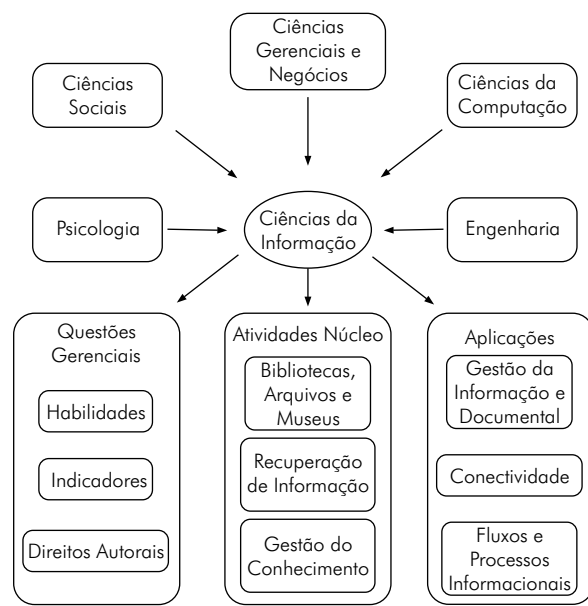 Ciências
Gerenciais e
Negócios
Ciências
Sociais
Ciências da
Computação
Psicologia
Ciências da
Informação
Engenharia
Questões
Gerenciais
Habilidades
Indicadores
Direitos Autorais
Atividades Núcleo
Bibliotecas,
Arquivos e
Museus
Recuperação
de Informação
Gestão do
Conhecimento
Aplicações
Gestão da
Informação e
Documental
Conectividade
Fluxos e
Processos
Informacionais